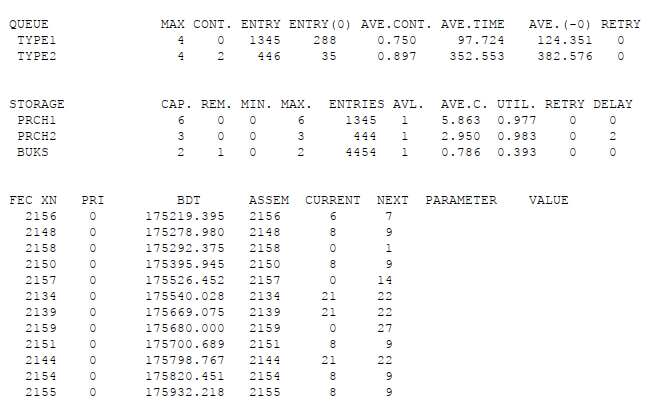 QUEUE MAX CONT. ENTRY ENTRY(0) AVE.CONT. AVE.TIME AVE.(-0) RETRY
TYPE1 4 0 1345 288 0.750 97.724 124.351 0
TYPE2 4 2 446 35 0.897 352.553 382.576 0
STORAGE CAP. REM. MIN. MAX. ENTRIES AVL. AVE.C. UTIL. RETRY DELAY
PRCH1 6 0 0 6 1345 1 5.863 0.977 0 0
PRCH2 3 0 0 3 444 1 2.950 0.983 0 2
BUKS 2 1 0 2 4454 1 0.786 0.393 0 0
FEC XN PRI BDT ASSEM CURRENT NEXT PARAMETER VALUE
2156 0 175219.395 2156 6 7
2148 0 175278.980 2148 8 9
2158 0 175292.375 2158 0 1
2150 0 175395.945 2150 8 9
2157 0 175526.452 2157 0 14
2134 0 175540.028 2134 21 22
2139 0 175669.075 2139 21 22
2159 0 175680.000 2159 0 27
2151 0 175700.689 2151 8 9
2144 0 175798.767 2144 21 22
2154 0 175820.451 2154 8 9
2155 0 175932.218 2155 8 9